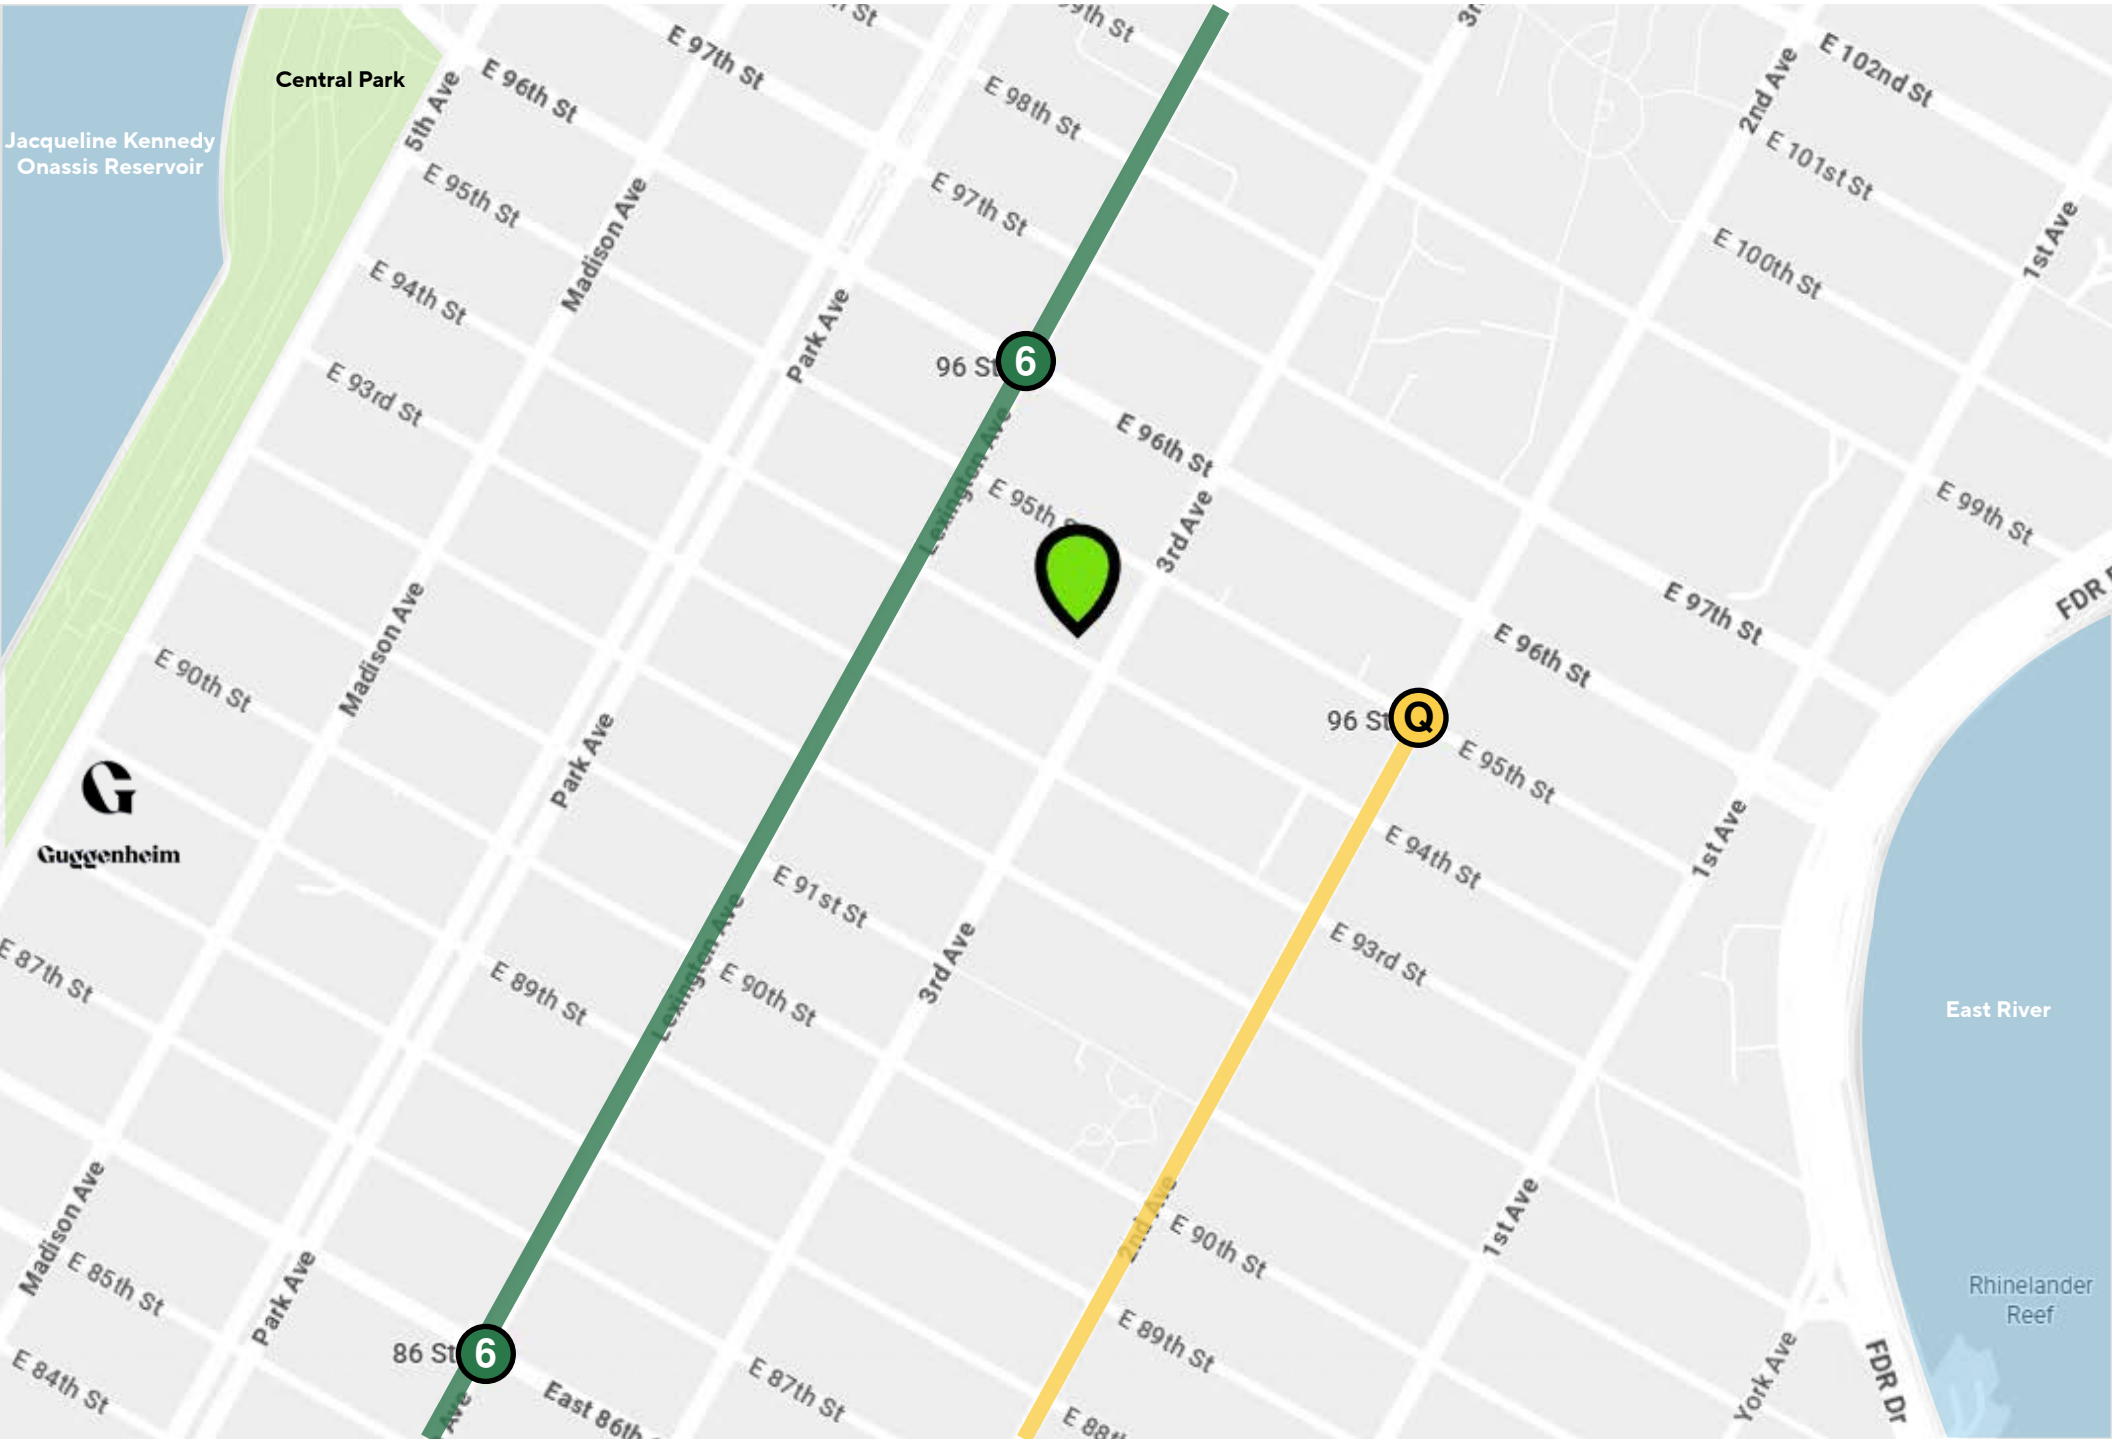 E 97th St
Central Park
E 96th St
5th Ave
Jacqueline Kennedy
Onassis Reservoir
E 95th St
Madison Ave
E 98th St
E 97th St
E 102nd St
2nd Ave
E 101st St
1st Ave
E 100th St
E 94th St
Park Ave
96 St
6
E 93rd St
Lexington Ave
E 96th St
E 95th
3rd Ave
E 99th St
FDR
E 97th St
E 96th St
Madison Ave
E 90th St
Park Ave
96 St
Q
E 95th St
G
Guggenheim
E 94th St
1st Ave
E 91st St
Lexington Ave
E 93rd St
E 87th St
E 89th St
E 90th St
3rd Ave
East River
Madison Ave
2nd Ave
E 90th St
1st Ave
E 85th St
Park Ave
Rhinelander
Reef
86 St
6
E 89th St
E 84th St
East 86th
E 87th St
E 88th
York Ave
FDR Dr
Ave